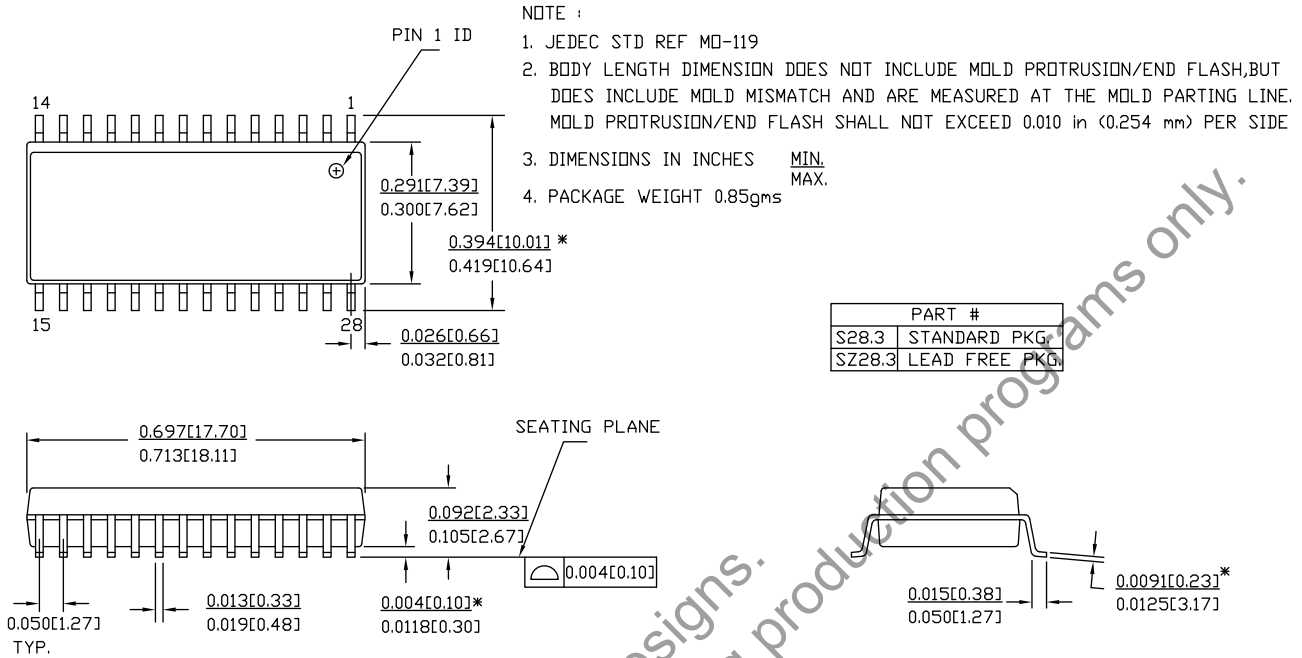 NOTE :
1. JEDEC STD REF MO-119
2. BODY LENGTH DIMENSION DOES NOT INCLUDE MOLD PROTRUSION/END FLASH,BUT
DOES INCLUDE MOLD MISMATCH AND ARE MEASURED AT THE MOLD PARTING LINE.
MOLD PROTRUSION/END FLASH SHALL NOT EXCEED 0.010 in (0.254 mm) PER SIDE
3. DIMENSIONS IN INCHES MIN.
MAX.
4. PACKAGE WEIGHT 0.85gms
PIN 1 ID
14 1
0.291[7.39]
0.300[7.62]
0.394[10.01] *
0.419[10.64]
15 28
0.026[0.66]
0.032[0.81]
PART #
S28.3 STANDARD PKG.
SZ28.3 LEAD FREE PKG.
0.697[17.70]
0.713[18.11]
SEATING PLANE
0.092[2.33]
0.105[2.67]
0.004[0.10]
0.050[1.27]
TYP.
0.013[0.33]
0.019[0.48]
0.004[0.10]*
0.0118[0.30]
0.015[0.38]
0.050[1.27]
0.0091[0.23]*
0.0125[3.17]
signs.
production programs only.